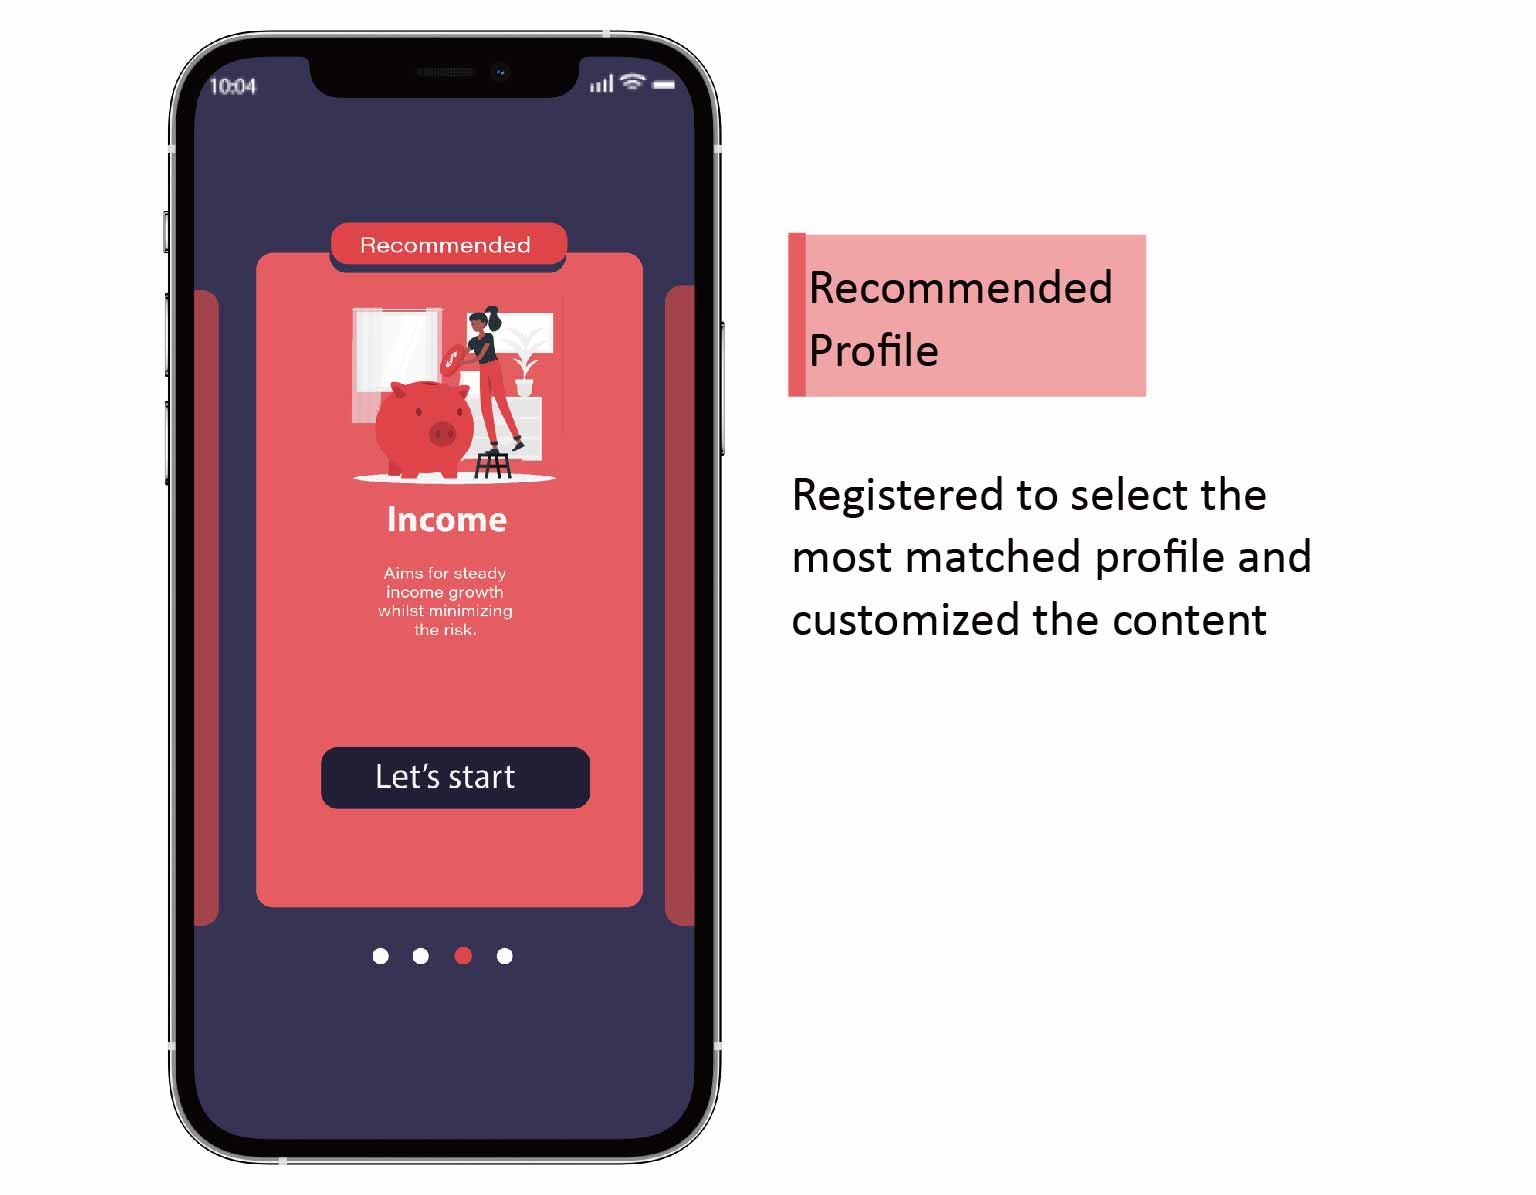 10:04
Recommended
Income
Aims for steady
income growth
whilst minimizing
the risk.
Let's start
Recommended
Profile
Registered to select the
most matched profile and
customized the content